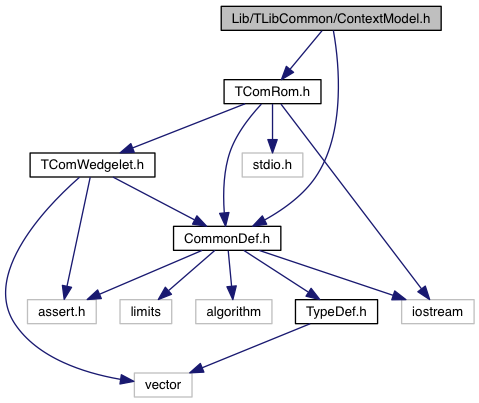 Lib/TLibCommon/ContextModel.h
TComRom.h
TComWedgelet.h
stdio.h
CommonDef.h
assert.h
limits
algorithm
TypeDef.h
iostream
vector